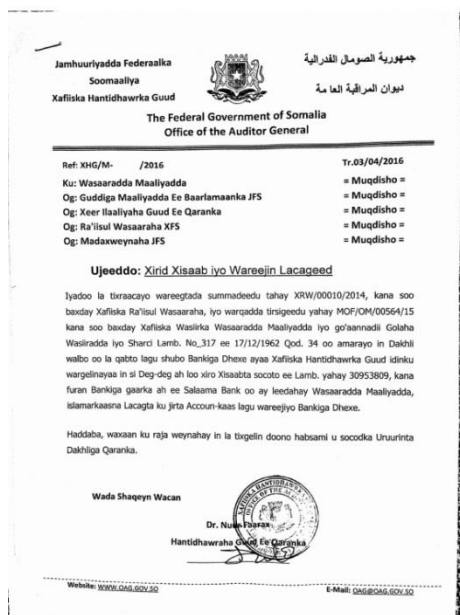 Jamhuuriyadda Federaalka
Soomaaliya
Xafiiska Hantidhawrka Guud
جمهورية الصومال الفدرالية
ديوان المراقبة العامة
The Federal Government of Somalia
Office of the Auditor General
Ref: XHG/M- /2016 Tr.03/04/2016
Ku: Wasaaradda Maaliyadda = Muqdisho =
Og: Guddiga Maaliyadda Ee Baarlamaanka JFS = Muqdisho =
Og: Xeer Ilaaliyaha Guud Ee Qaranka = Muqdisho =
Og: Ra'iisul Wasaaraha XFS = Muqdisho =
Og: Madaxweynaha JFS = Muqdisho =
Ujeeddo: Xirid Xisaab iyo Wareejin Lacageed
Iyadoo la tixraacayo wareegtada summadeedu tahay XRW/00010/2014, kana soo
baxday Xafiiska Ra'iisul Wasaaraha, iyo warqadda tirsigeedu yahay MOF/OM/00564/15
kana soo baxday Xafiiska Wasiirka Wasaaradda Maaliyadda iyo go'aannadii Golaha
Wasiiradda iyo Sharci Lamb. No_317 ee 17/12/1962 Qod. 34 oo amarayo in Dakhli
walbo oo la qabto lagu shubo Bankiga Dhexe ayaa Xafiiska Hantidhawrka Guud idinku
wargelinayaa in si Deg-deg ah loo xiro Xisaabta socoto ee Lamb. yahay 30953809, kana
furan Bankiga gaarka ah ee Salaama Bank oo ay leedahay Wasaaradda Maaliyadda,
islamarkaasna Lacagta ku jirta Accoun-kaas lagu wareejiyo Bankiga Dhexe.
Haddaba, waxaan ku raja weynahay in la tixgelin doono habsami u socodka Uruurinta
Dakhliga Qaranka.
Wada Shaqeyn Wacan
Dr. Nuur Faarax
Hantidhawraha Guud Ee Qaranka
Website: WWW.OAG.GOV.SO E-Mail: OAG@OAG.GOV.SO